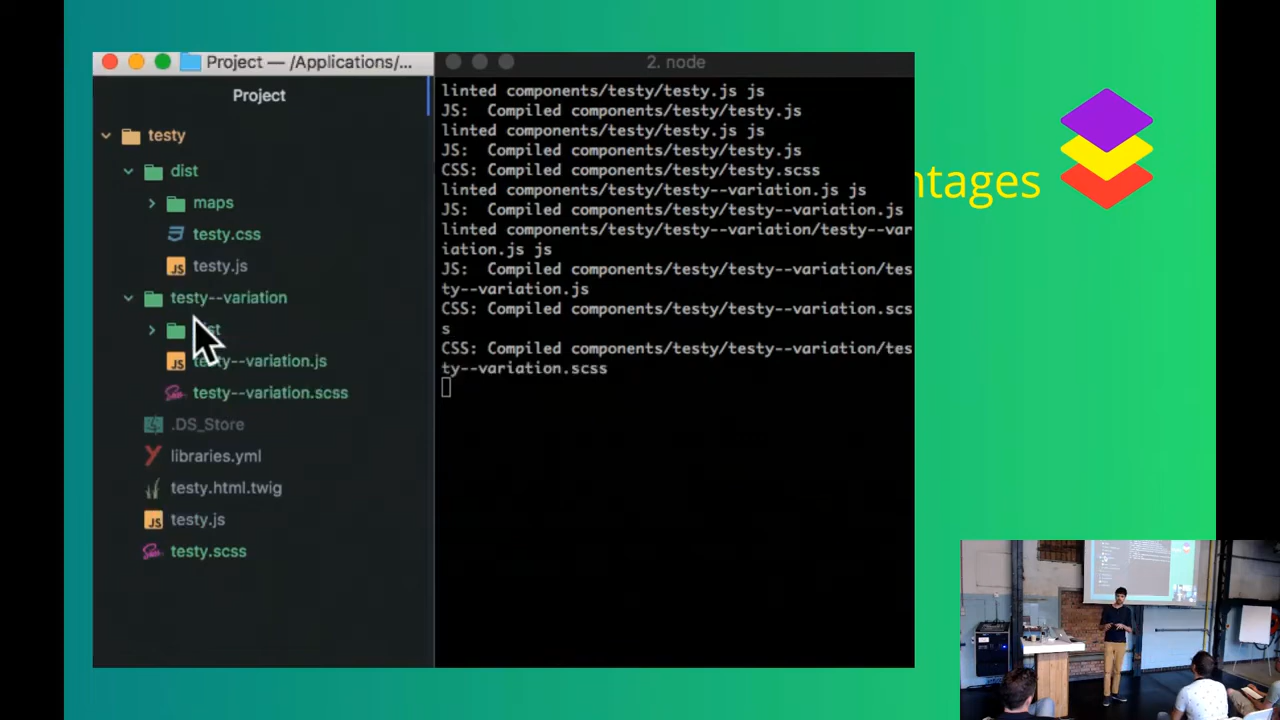 Project — /Applications/...
Project
testy
dist
maps
testy.css
testy.js
testy--variation
testy--variation.js
testy--variation.scss
.DS_Store
libraries.yml
testy.html.twig
testy.js
testy.scss
2. node
linted components/testy/testy.js js
JS:  Compiled components/testy/testy.js
linted components/testy/testy.js js
JS:  Compiled components/testy/testy.js
CSS: Compiled components/testy/testy.scss
linted components/testy/testy--variation.js js
JS:  Compiled components/testy/testy--variation.js
linted components/testy/testy--variation/testy--var
iation.js js
JS:  Compiled components/testy/testy--variation/tes
ty--variation.js
CSS: Compiled components/testy/testy--variation.scs
s
CSS: Compiled components/testy/testy--variation/tes
ty--variation.scss
ntages